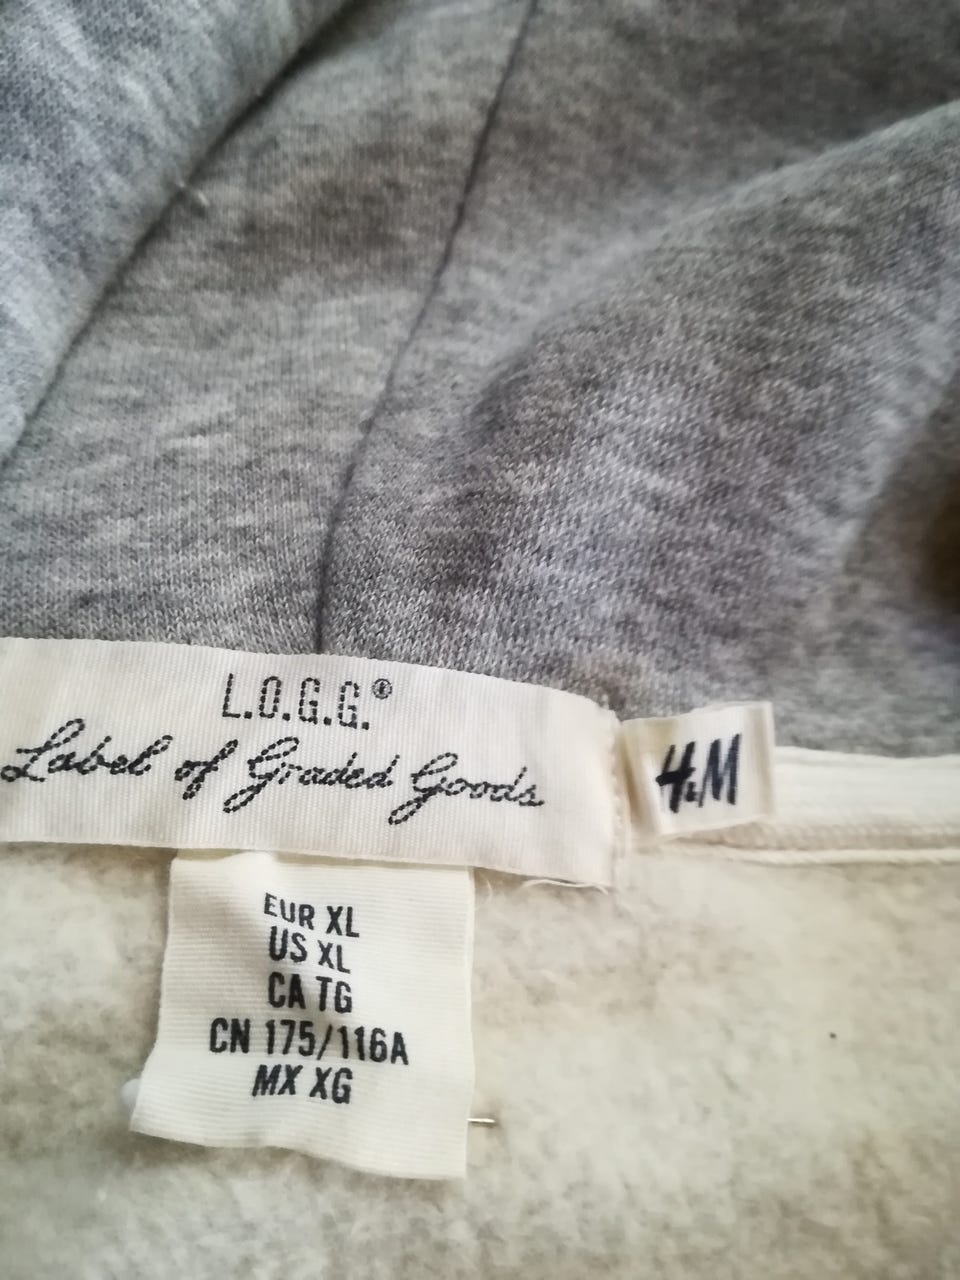 L.O.G.G.®
Label of Graded Goods
H&M
EUR XL
US XL
CA TG
CN 175/116A
MX XG